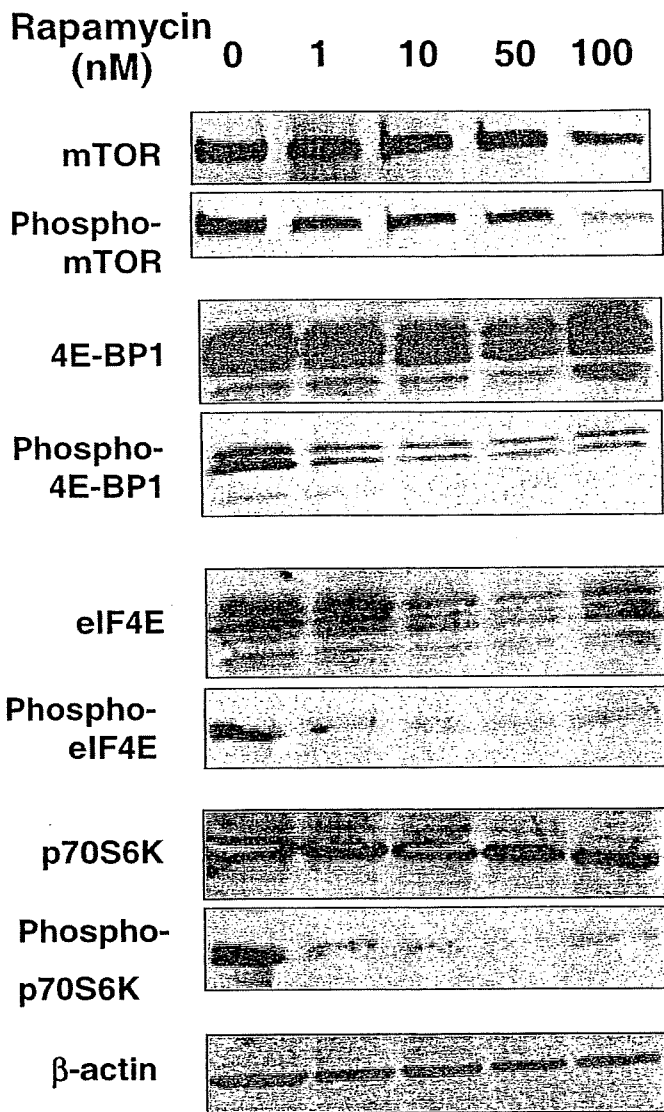 Rapamycin
(nM) 0 1 10 50 100
mTOR
Phospho-
mTOR
4E-BP1
Phospho-
4E-BP1
eIF4E
Phospho-
eIF4E
p70S6K
Phospho-
p70S6K
β-actin